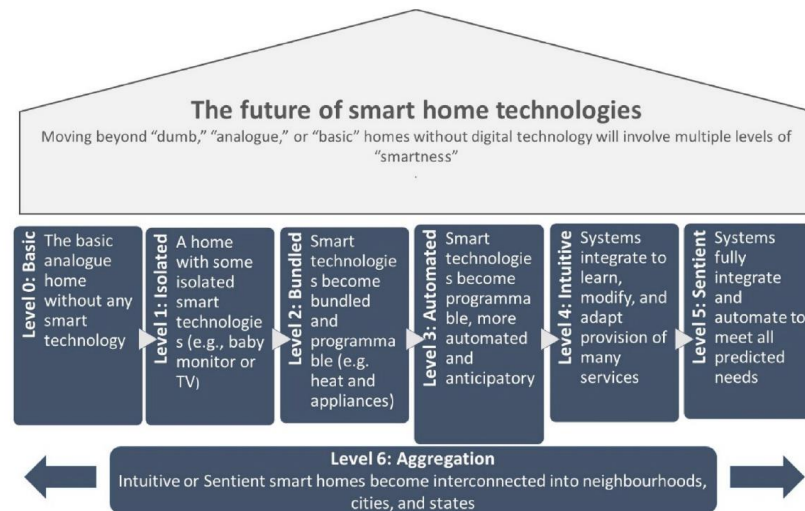 The future of smart home technologies
Moving beyond “dumb,” “analogue,” or “basic” homes without digital technology will involve multiple levels of
“smartness”
.
Level 0: Basic
The basic
analogue
home
without any
smart
technology
Level 1: Isolated
A home
with some
isolated
smart
technologie
s (e.g., baby
monitor or
TV)
Level 2: Bundled
Smart
technologie
s become
bundled
and
programma
ble (e.g.
heat and
appliances)
Level 3: Automated
Smart
technologie
s become
programma
ble, more
automated
and
anticipatory
Level 4: Intuitive
Systems
integrate to
learn,
modify, and
adapt
provision of
many
services
Level 5: Sentient
Systems
fully
integrate
and
automate to
meet all
predicted
needs
Level 6: Aggregation
Intuitive or Sentient smart homes become interconnected into neighbourhoods,
cities, and states